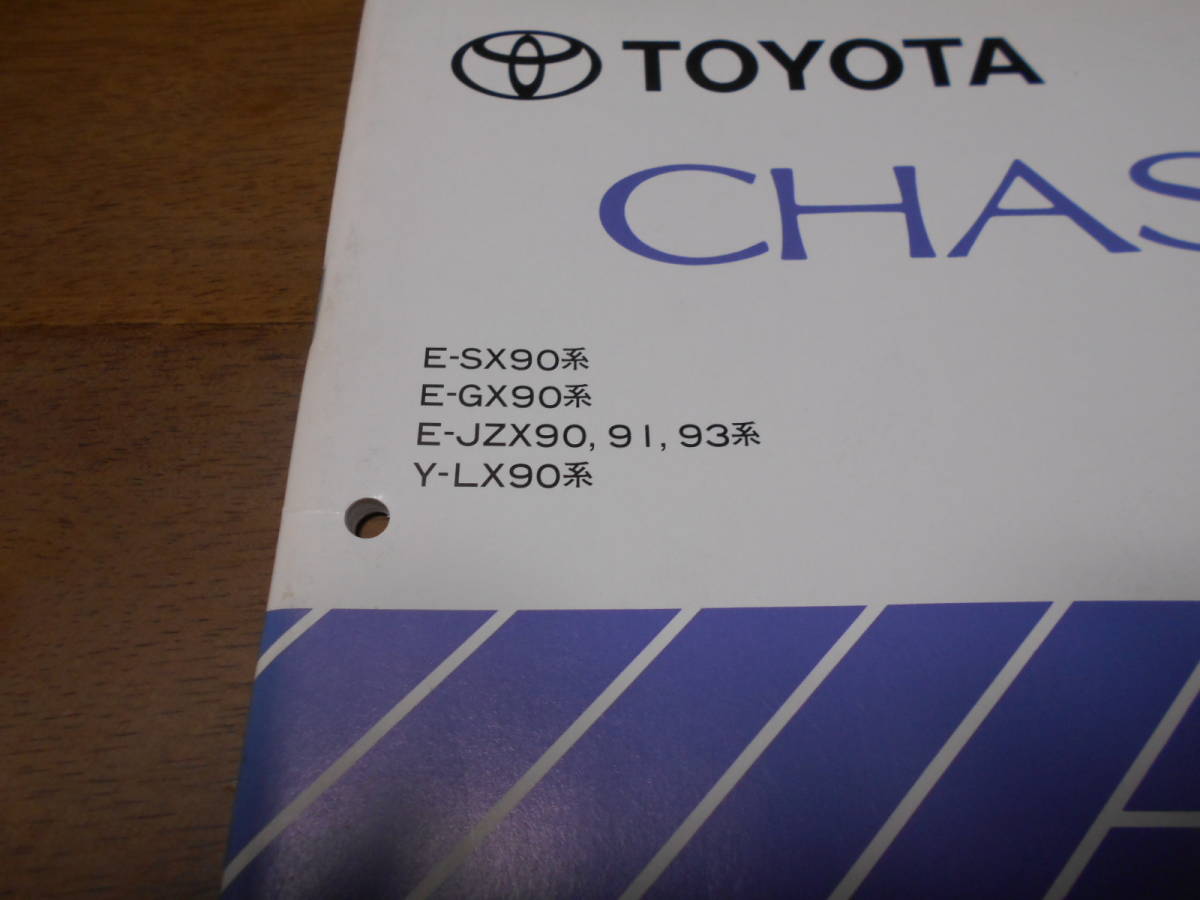 TOYOTA
CHAS
E-SX90系
E-GX90系
E-JZX90, 91, 93系
Y-LX90系